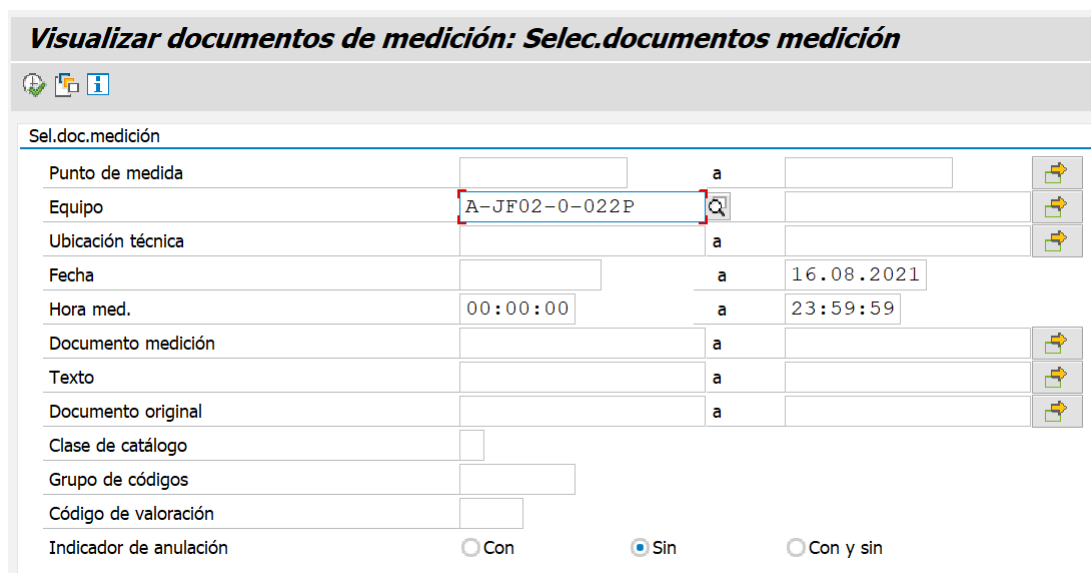 Visualizar documentos de medición: Selec.documentos medición
Sel.doc.medición
Punto de medida a
Equipo A-JF02-0-022P
Ubicación técnica a
Fecha a 16.08.2021
Hora med. 00:00:00 a 23:59:59
Documento medición a
Texto a
Documento original a
Clase de catálogo
Grupo de códigos
Código de valoración
Indicador de anulación Con Sin Con y sin